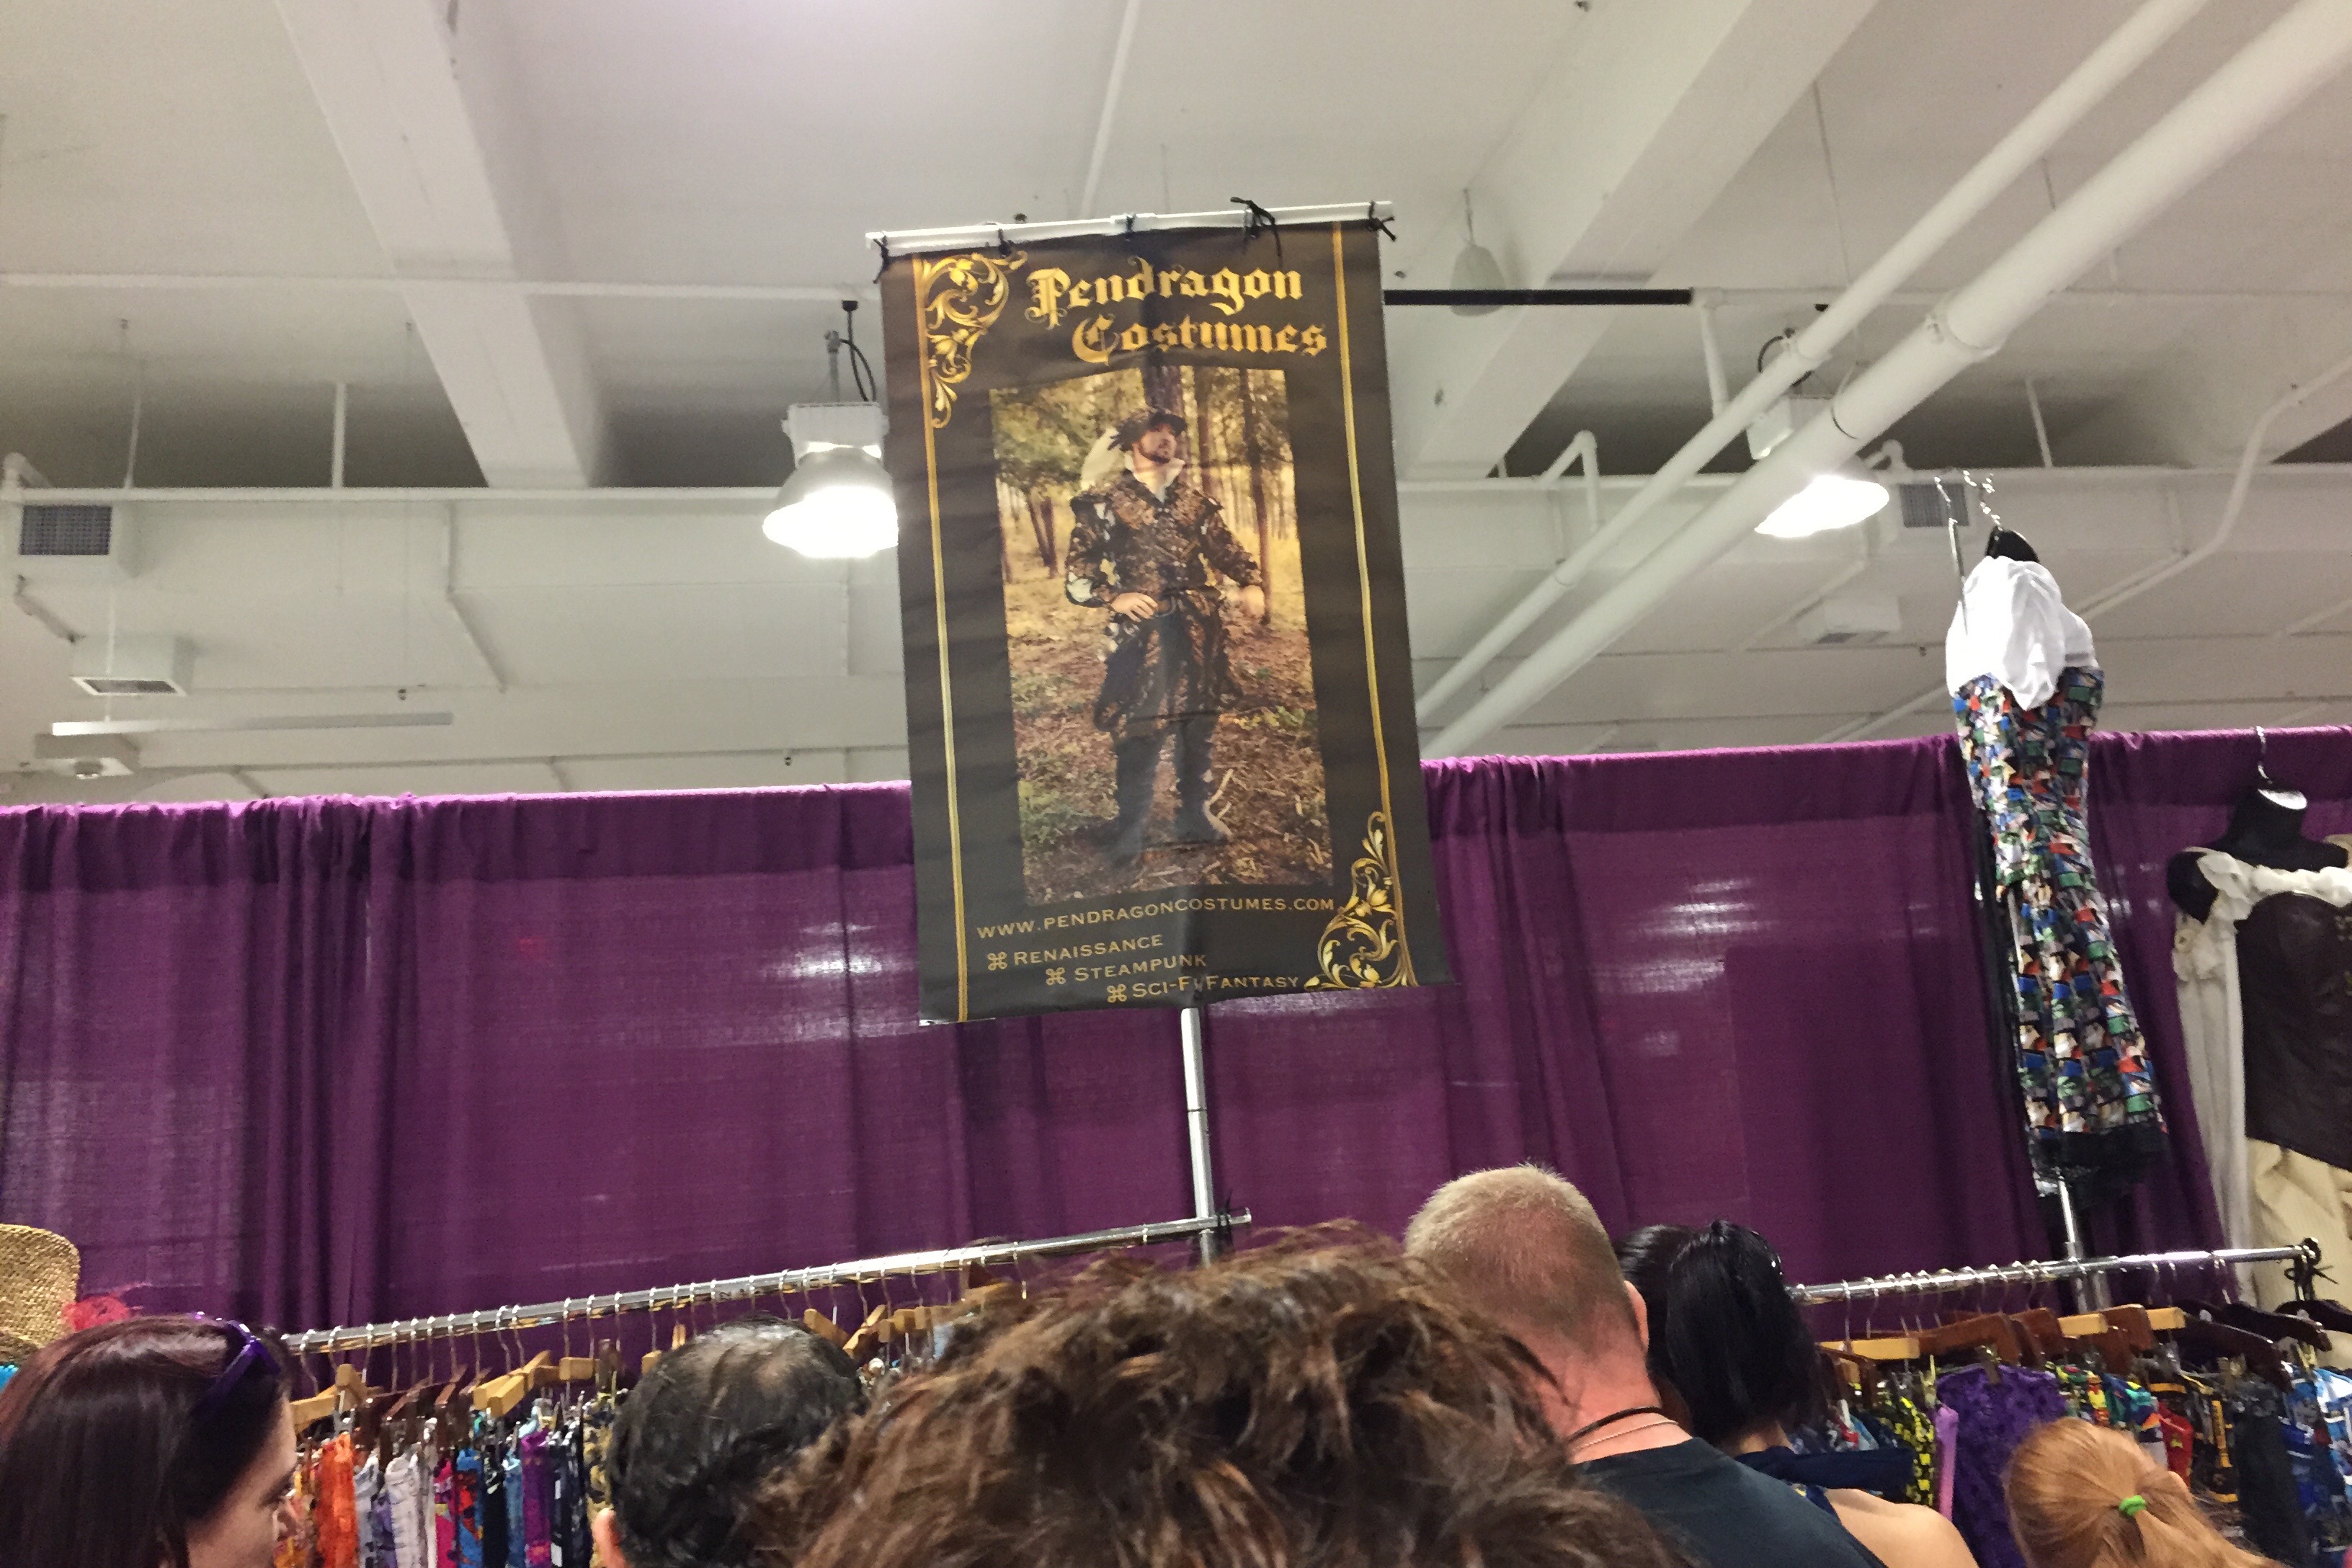 Pendragon
Costumes
WWW.PENDRAGONCOSTUMES.COM
⌘ RENAISSANCE
⌘ STEAMPUNK
⌘ SCI-FI FANTASY